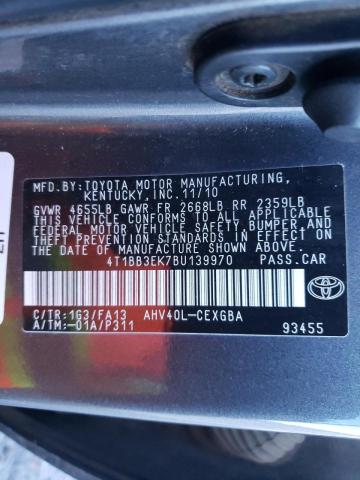 MFD.BY:TOYOTA MOTOR MANUFACTURING,
KENTUCKY,INC.11/10
GVWR 4655LB GAWR FR 2668LB RR 2359LB
THIS VEHICLE CONFORMS TO ALL APPLICABLE
FEDERAL MOTOR VEHICLE SAFETY, BUMPER, AND
THEFT PREVENTION STANDARDS IN EFFECT ON
THE DATE OF MANUFACTURE SHOWN ABOVE.
4T1BB3EK7BU139970 PASS.CAR
C/TR:1G3/FA13 AHV40L-CEXGBA
A/TM:-01A/P311 93455
TOYOTA